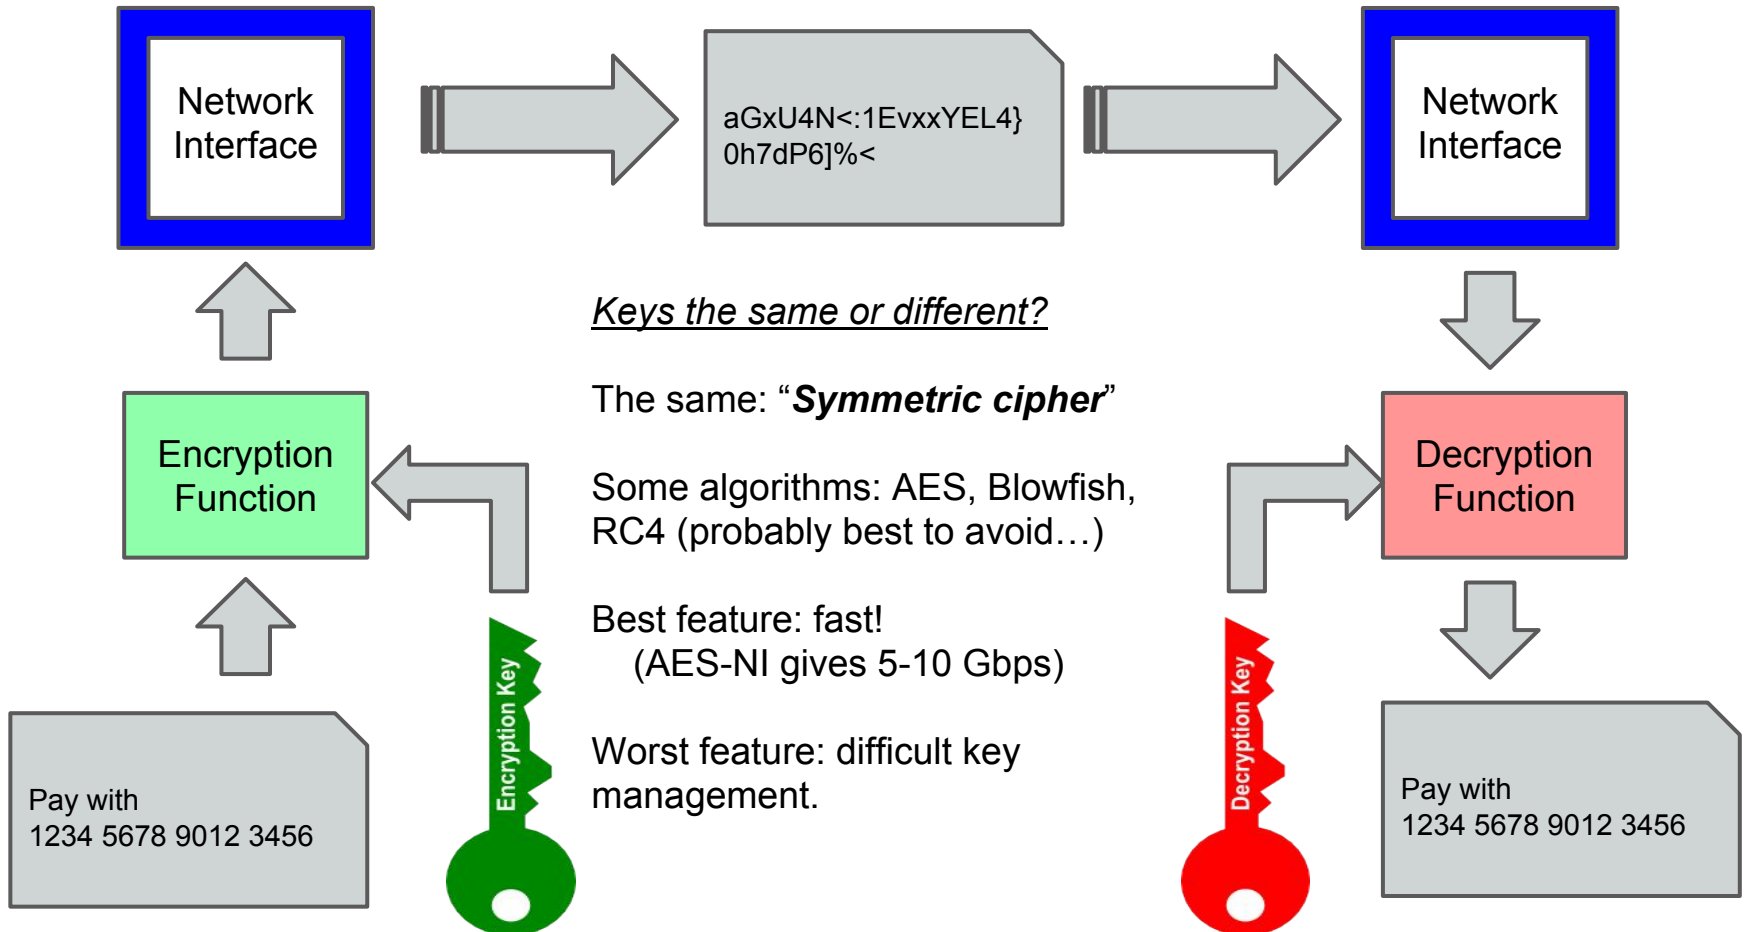 Network
Interface
aGxU4N<:1EvxxYEL4}
0h7dP6]%<
Network
Interface
Keys the same or different?
The same: “Symmetric cipher”
Some algorithms: AES, Blowfish,
RC4 (probably best to avoid…)
Best feature: fast!
(AES-NI gives 5-10 Gbps)
Worst feature: difficult key
management.
Encryption
Function
Decryption
Function
Encryption Key
Decryption Key
Pay with
1234 5678 9012 3456
Pay with
1234 5678 9012 3456